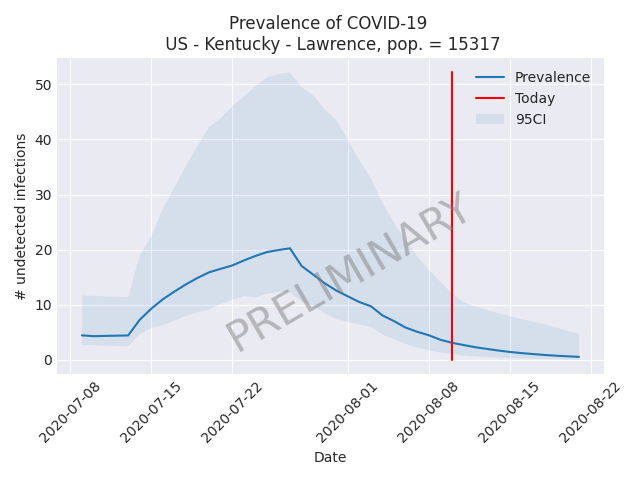 Prevalence of COVID-19
US - Kentucky - Lawrence, pop. = 15317
# undetected infections
50
40
30
20
10
0
Prevalence
Today
95CI
PRELIMINARY
2020-07-08
2020-07-15
2020-07-22
2020-08-01
2020-08-08
2020-08-15
2020-08-22
Date